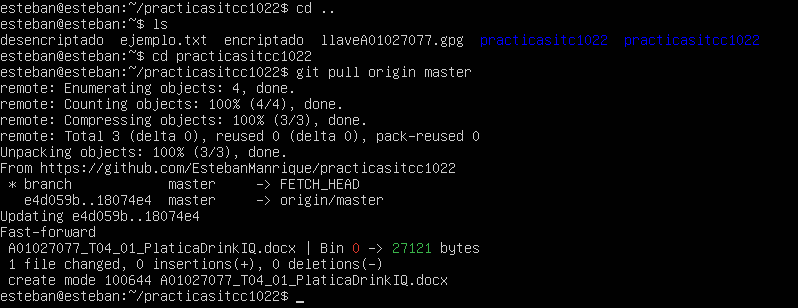 esteban@esteban:~/practicasitcc1022$ cd ..
esteban@esteban:~$ ls
desencriptado  ejemplo.txt  encriptado  llaveA01027077.gpg  practicasitcc1022  practicasitcc1022
esteban@esteban:~$ cd practicasitcc1022
esteban@esteban:~/practicasitcc1022$ git pull origin master
remote: Enumerating objects: 4, done.
remote: Counting objects: 100% (4/4), done.
remote: Compressing objects: 100% (3/3), done.
remote: Total 3 (delta 0), reused 0 (delta 0), pack-reused 0
Unpacking objects: 100% (3/3), done.
From https://github.com/EstebanManrique/practicasitcc1022
 * branch            master     -> FETCH_HEAD
   e4d059b..18074e4  master     -> origin/master
Updating e4d059b..18074e4
Fast-forward
 A01027077_T04_01_PlaticaDrinkIQ.docx | Bin 0 -> 27121 bytes
 1 file changed, 0 insertions(+), 0 deletions(-)
 create mode 100644 A01027077_T04_01_PlaticaDrinkIQ.docx
esteban@esteban:~/practicasitcc1022$ _